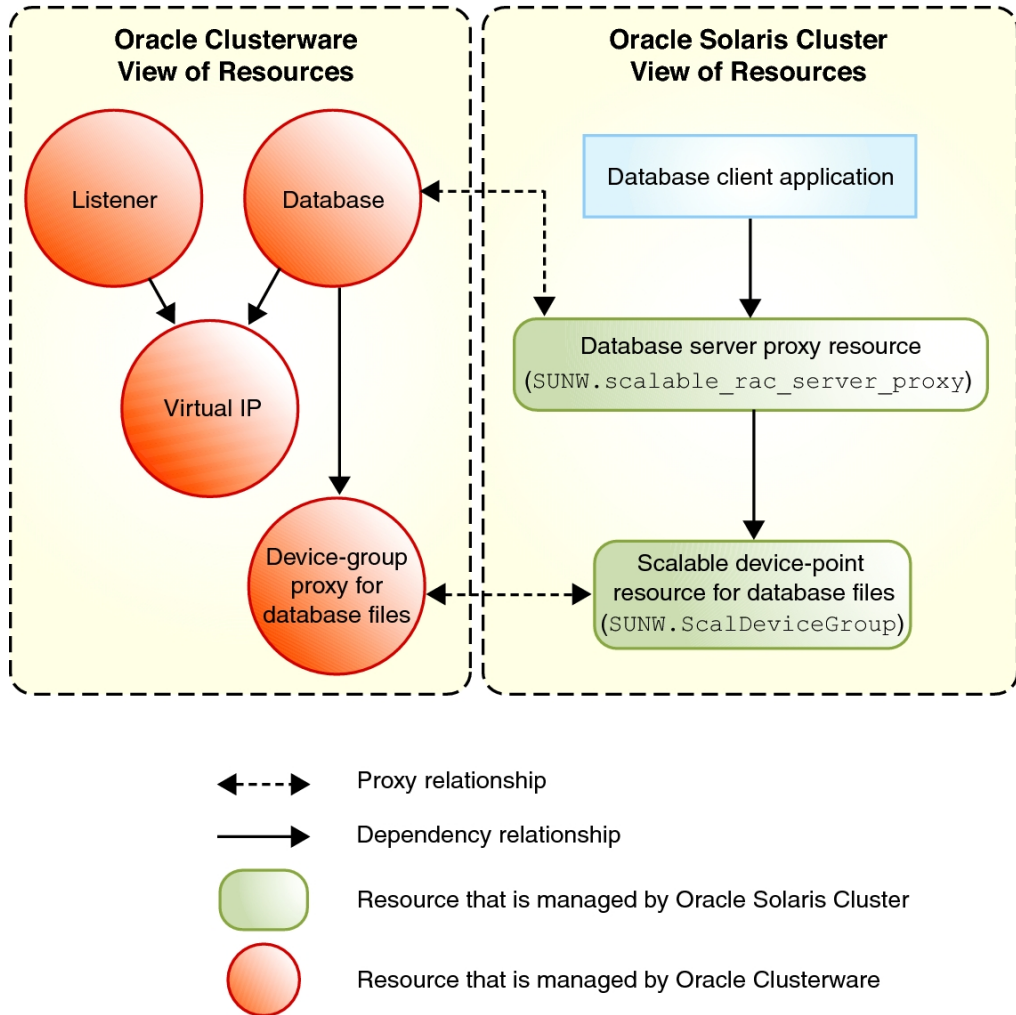 Oracle Clusterware
View of Resources
Listener
Database
Virtual IP
Device-group
proxy for
database files
Oracle Solaris Cluster
View of Resources
Database client application
Database server proxy resource
(SUNW.scalable_rac_server_proxy)
Scalable device-point
resource for database files
(SUNW.ScalDeviceGroup)
Proxy relationship
Dependency relationship
Resource that is managed by Oracle Solaris Cluster
Resource that is managed by Oracle Clusterware